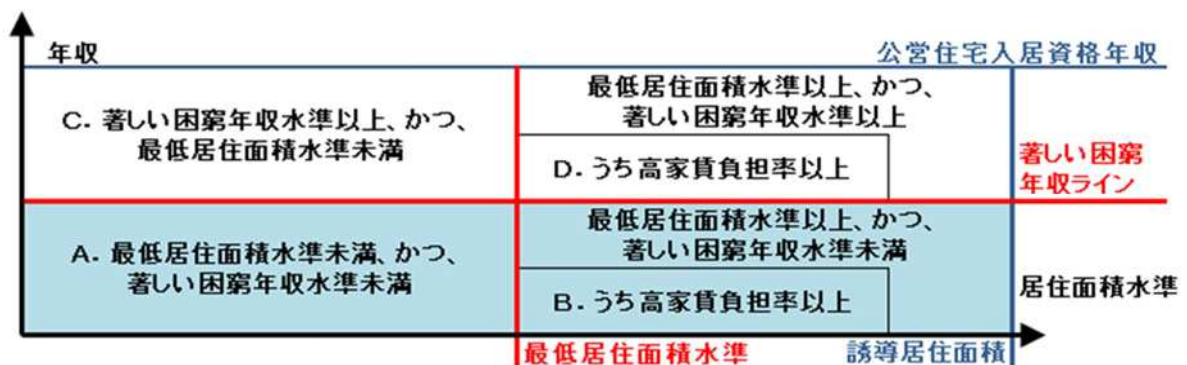 年収
公営住宅入居資格年収
C. 著しい困窮年収水準以上、かつ、
最低居住面積水準未満
最低居住面積水準以上、かつ、
著しい困窮年収水準以上
D. うち高家賃負担率以上
著しい困窮
年収ライン
A. 最低居住面積水準未満、かつ、
著しい困窮年収水準未満
最低居住面積水準以上、かつ、
著しい困窮年収水準未満
B. うち高家賃負担率以上
居住面積水準
最低居住面積水準
誘導居住面積